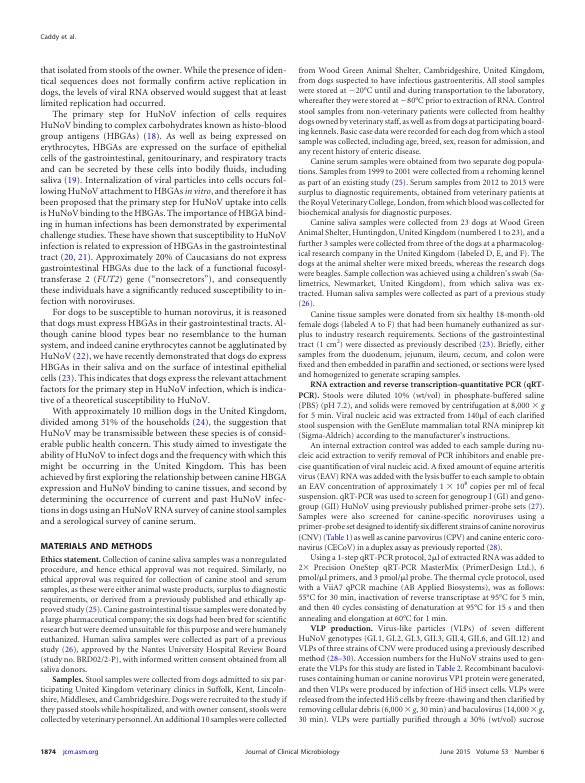 Caddy et al.
that isolated from stools of the owner. While the presence of iden-
tical sequences does not formally confirm active replication in
dogs, the levels of viral RNA observed would suggest that at least
limited replication had occurred.
The primary step for HuNoV infection of cells requires
HuNoV binding to complex carbohydrates known as histo-blood
group antigens (HBGAs) (18). As well as being expressed on
erythrocytes, HBGAs are expressed on the surface of epithelial
cells of the gastrointestinal, genitourinary, and respiratory tracts
and can be secreted by these cells into bodily fluids, including
saliva (19). Internalization of viral particles into cells occurs fol-
lowing HuNoV attachment to HBGAs in vitro, and therefore it has
been proposed that the primary step for HuNoV uptake into cells
is HuNoV binding to the HBGAs. The importance of HBGA bind-
ing in human infections has been demonstrated by experimental
challenge studies. These have shown that susceptibility to HuNoV
infection is related to expression of HBGAs in the gastrointestinal
tract (20, 21). Approximately 20% of Caucasians do not express
gastrointestinal HBGAs due to the lack of a functional fucosyl-
transferase 2 (FUT2) gene ("nonsecretors"), and consequently
these individuals have a significantly reduced susceptibility to in-
fection with noroviruses.
For dogs to be susceptible to human norovirus, it is reasoned
that dogs must express HBGAs in their gastrointestinal tracts. Al-
though canine blood types bear no resemblance to the human
system, and indeed canine erythrocytes cannot be agglutinated by
HuNoV (22), we have recently demonstrated that dogs do express
HBGAs in their saliva and on the surface of intestinal epithelial
cells (23). This indicates that dogs express the relevant attachment
factors for the primary step in HuNoV infection, which is indica-
tive of a theoretical susceptibility to HuNoV.
With approximately 10 million dogs in the United Kingdom,
divided among 31% of the households (24), the suggestion that
HuNoV may be transmissible between these species is of consid-
erable public health concern. This study aimed to investigate the
ability of HuNoV to infect dogs and the frequency with which this
might be occurring in the United Kingdom. This has been
achieved by first exploring the relationship between canine HBGA
expression and HuNoV binding to canine tissues, and second by
determining the occurrence of current and past HuNoV infec-
tions in dogs using an HuNoV RNA survey of canine stool samples
and a serological survey of canine serum.
MATERIALS AND METHODS
Ethics statement. Collection of canine saliva samples was a nonregulated
procedure, and hence ethical approval was not required. Similarly, no
ethical approval was required for collection of canine stool and serum
samples, as these were either animal waste products, surplus to diagnostic
requirements, or derived from a previously published and ethically ap-
proved study (25). Canine gastrointestinal tissue samples were donated by
a large pharmaceutical company; the six dogs had been bred for scientific
research but were deemed unsuitable for this purpose and were humanely
euthanized. Human saliva samples were collected as part of a previous
study (26), approved by the Nantes University Hospital Review Board
(study no. BRD02/2-P), with informed written consent obtained from all
saliva donors.
Samples. Stool samples were collected from dogs admitted to six par-
ticipating United Kingdom veterinary clinics in Suffolk, Kent, Lincoln-
shire, Middlesex, and Cambridgeshire. Dogs were recruited to the study if
they passed stools while hospitalized, and with owner consent, stools were
collected by veterinary personnel. An additional 10 samples were collected
from Wood Green Animal Shelter, Cambridgeshire, United Kingdom,
from dogs suspected to have infectious gastroenteritis. All stool samples
were stored at −20°C until and during transportation to the laboratory,
whereafter they were stored at −80°C prior to extraction of RNA. Control
stool samples from non-veterinary patients were collected from healthy
dogs owned by veterinary staff, as well as from dogs at participating board-
ing kennels. Basic case data were recorded for each dog from which a stool
sample was collected, including age, breed, sex, reason for admission, and
any recent history of enteric disease.
Canine serum samples were obtained from two separate dog popula-
tions. Samples from 1999 to 2001 were collected from a rehoming kennel
as part of an existing study (25). Serum samples from 2012 to 2013 were
surplus to diagnostic requirements, obtained from veterinary patients at
the Royal Veterinary College, London, from which blood was collected for
biochemical analysis for diagnostic purposes.
Canine saliva samples were collected from 23 dogs at Wood Green
Animal Shelter, Huntingdon, United Kingdom (numbered 1 to 23), and a
further 3 samples were collected from three of the dogs at a pharmacolog-
ical research company in the United Kingdom (labeled D, E, and F). The
dogs at the animal shelter were mixed breeds, whereas the research dogs
were beagles. Sample collection was achieved using a children's swab (Sa-
limetrics, Newmarket, United Kingdom), from which saliva was ex-
tracted. Human saliva samples were collected as part of a previous study
(26).
Canine tissue samples were donated from six healthy 18-month-old
female dogs (labeled A to F) that had been humanely euthanized as sur-
plus to industry research requirements. Sections of the gastrointestinal
tract (1 cm²) were dissected as previously described (23). Briefly, either
samples from the duodenum, jejunum, ileum, cecum, and colon were
fixed and then embedded in paraffin and sectioned, or sections were lysed
and homogenized to generate scraping samples.
RNA extraction and reverse transcription-quantitative PCR (qRT-
PCR). Stools were diluted 10% (wt/vol) in phosphate-buffered saline
(PBS) (pH 7.2), and solids were removed by centrifugation at 8,000 × g
for 5 min. Viral nucleic acid was extracted from 140μl of each clarified
stool suspension with the GenElute mammalian total RNA miniprep kit
(Sigma-Aldrich) according to the manufacturer's instructions.
An internal extraction control was added to each sample during nu-
cleic acid extraction to verify removal of PCR inhibitors and enable pre-
cise quantification of viral nucleic acid. A fixed amount of equine arteritis
virus (EAV) RNA was added with the lysis buffer to each sample to obtain
an EAV concentration of approximately 1 × 10⁸ copies per ml of fecal
suspension. qRT-PCR was used to screen for genogroup I (GI) and geno-
group (GII) HuNoV using previously published primer-probe sets (27).
Samples were also screened for canine-specific noroviruses using a
primer-probe set designed to identify six different strains of canine norovirus
(CNV) (Table 1) as well as canine parvovirus (CPV) and canine enteric coro-
navirus (CECoV) in a duplex assay as previously reported (28).
Using a 1-step qRT-PCR protocol, 2μl of extracted RNA was added to
2× Precision OneStep qRT-PCR MasterMix (PrimerDesign Ltd.), 6
pmol/μl primers, and 3 pmol/μl probe. The thermal cycle protocol, used
with a ViiA7 qPCR machine (AB Applied Biosystems), was as follows:
55°C for 30 min, inactivation of reverse transcriptase at 95°C for 5 min,
and then 40 cycles consisting of denaturation at 95°C for 15 s and then
annealing and elongation at 60°C for 1 min.
VLP production. Virus-like particles (VLPs) of seven different
HuNoV genotypes (GI.1, GI.2, GI.3, GII.3, GII.4, GII.6, and GII.12) and
VLPs of three strains of CNV were produced using a previously described
method (28–30). Accession numbers for the HuNoV strains used to gen-
erate the VLPs for this study are listed in Table 2. Recombinant baculovi-
ruses containing human or canine norovirus VP1 protein were generated,
and then VLPs were produced by infection of Hi5 insect cells. VLPs were
released from the infected Hi5 cells by freeze-thawing and then clarified by
removing cellular debris (6,000 × g, 30 min) and baculovirus (14,000 × g,
30 min). VLPs were partially purified through a 30% (wt/vol) sucrose
1874 jcm.asm.org
Journal of Clinical Microbiology
June 2015 Volume 53 Number 6